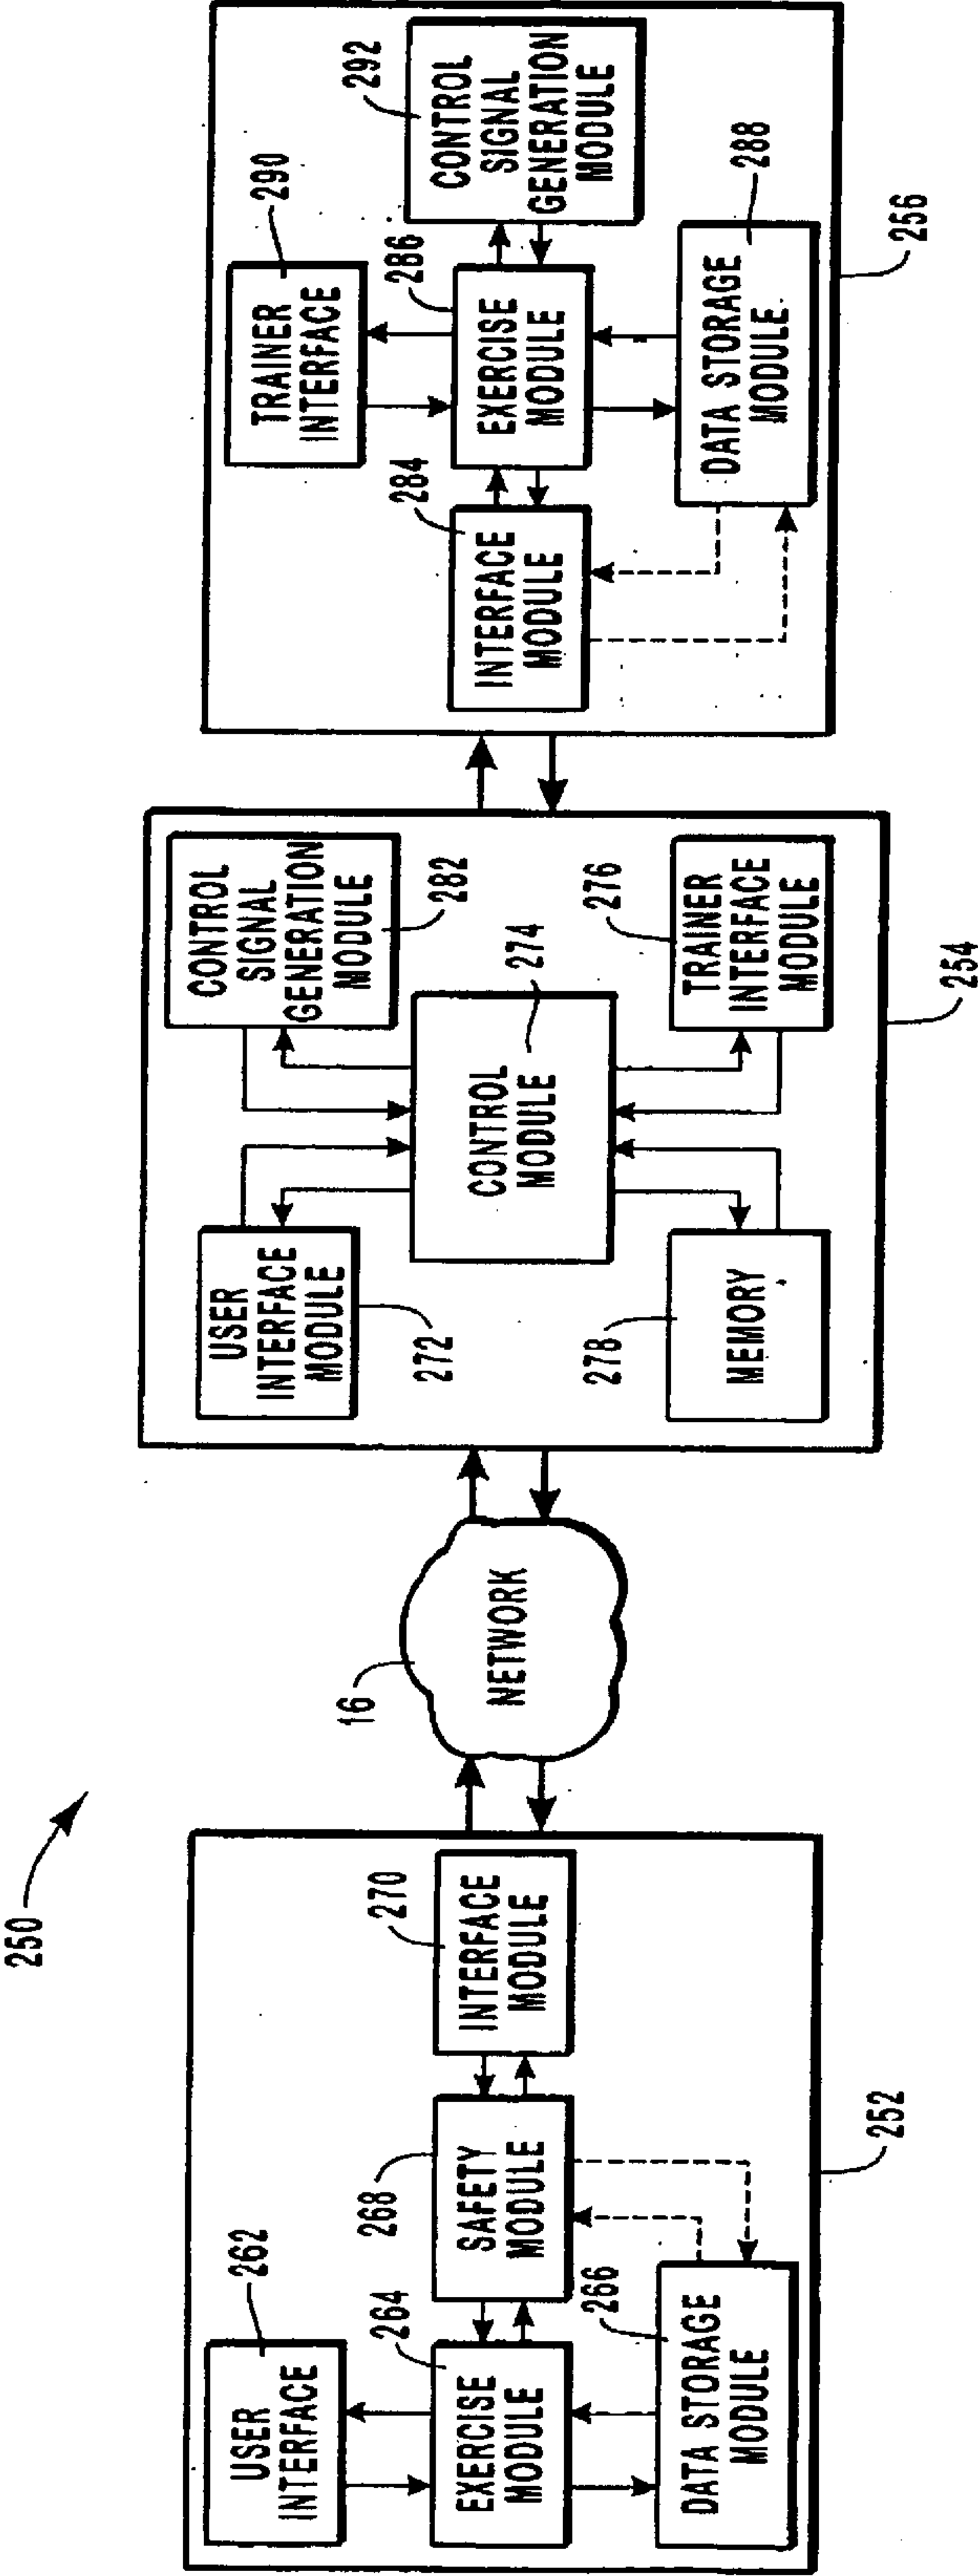 250
252
USER
INTERFACE
262
EXERCISE
MODULE
264
SAFETY
MODULE
268
INTERFACE
MODULE
270
DATA STORAGE
MODULE
266
NETWORK
16
254
USER
INTERFACE
MODULE
272
CONTROL
SIGNAL
GENERATION
MODULE
282
CONTROL
MODULE
274
MEMORY
278
TRAINER
INTERFACE
MODULE
276
256
TRAINER
INTERFACE
290
INTERFACE
MODULE
284
EXERCISE
MODULE
286
CONTROL
SIGNAL
GENERATION
MODULE
292
DATA STORAGE
MODULE
288